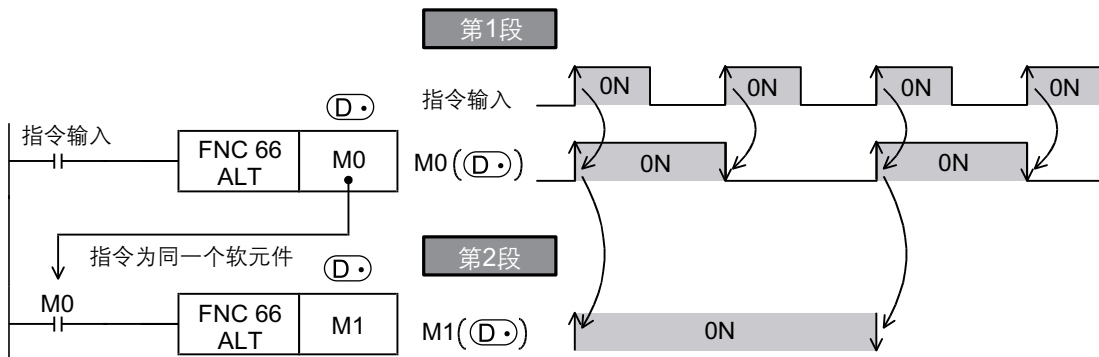 第1段
指令输入
0N
0N
0N
0N
指令输入
FNC 66
ALT
D·
M0
M0(D·)
0N
0N
指令为同一个软元件
第2段
M0
FNC 66
ALT
D·
M1
M1(D·)
0N